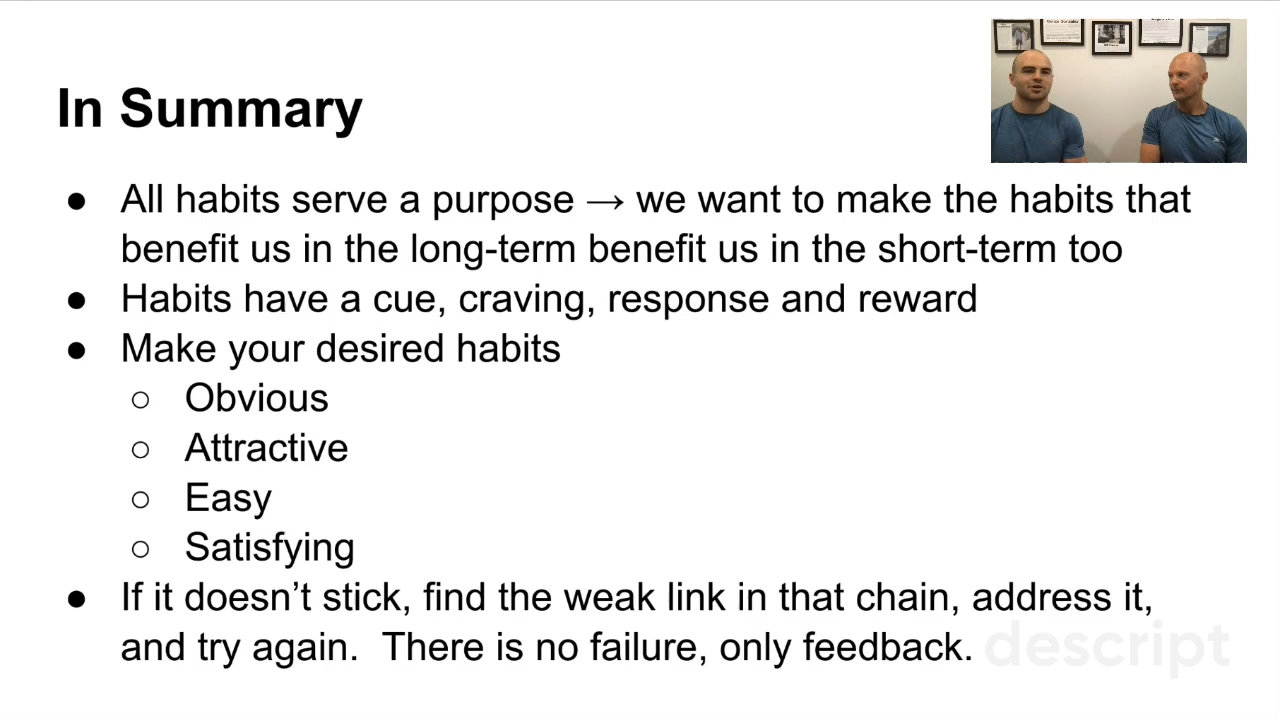 In Summary
● All habits serve a purpose → we want to make the habits that
benefit us in the long-term benefit us in the short-term too
● Habits have a cue, craving, response and reward
● Make your desired habits
○ Obvious
○ Attractive
○ Easy
○ Satisfying
● If it doesn’t stick, find the weak link in that chain, address it,
and try again.  There is no failure, only feedback.
descript